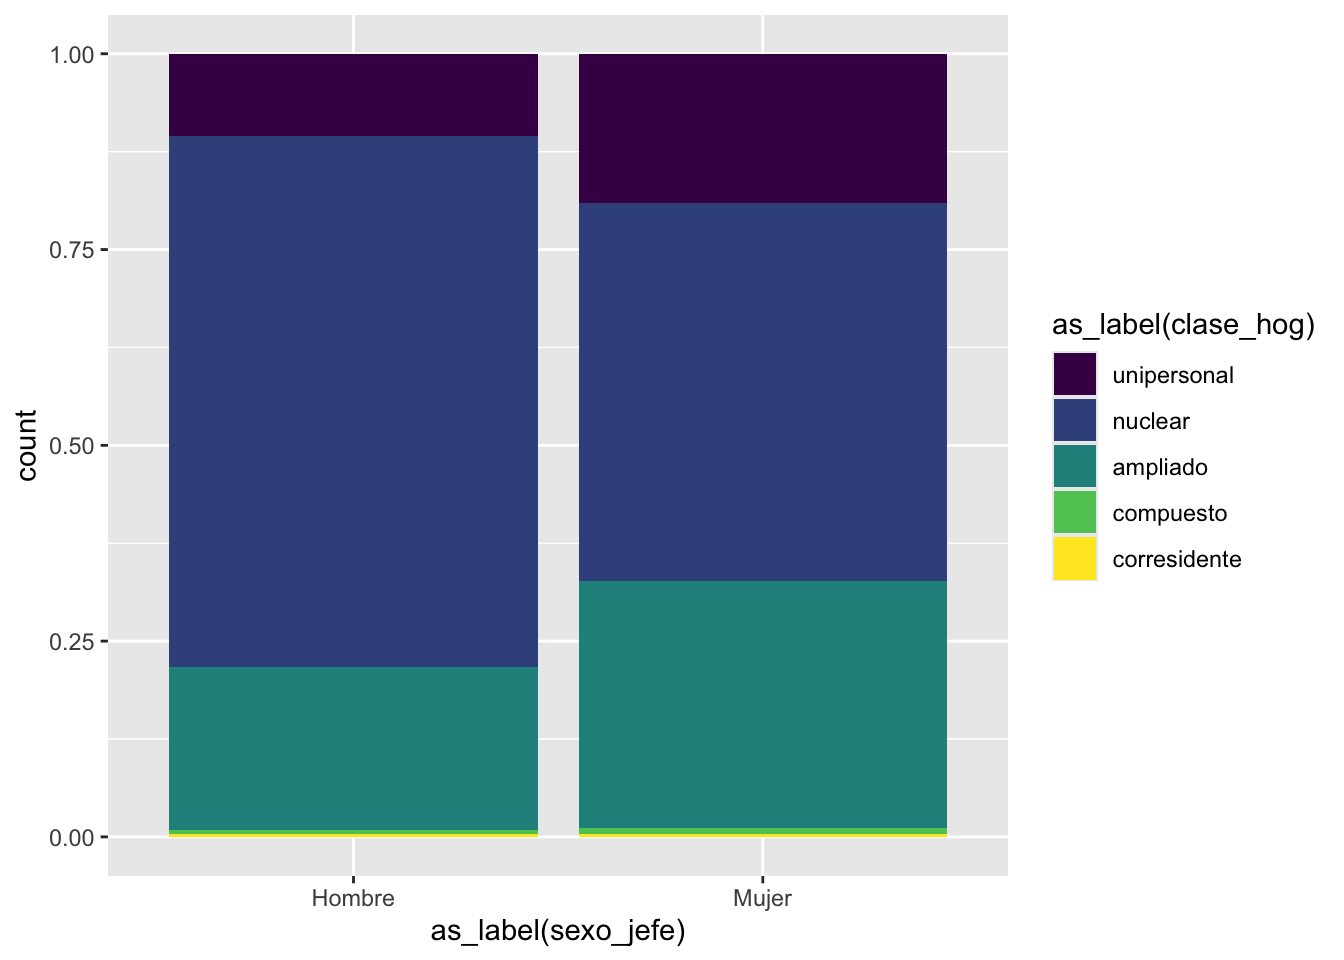 1.00
0.75
0.50
0.25
0.00
count
Hombre
Mujer
as_label(sexo_jefe)
as_label(clase_hog)
unipersonal
nuclear
ampliado
compuesto
corresidente